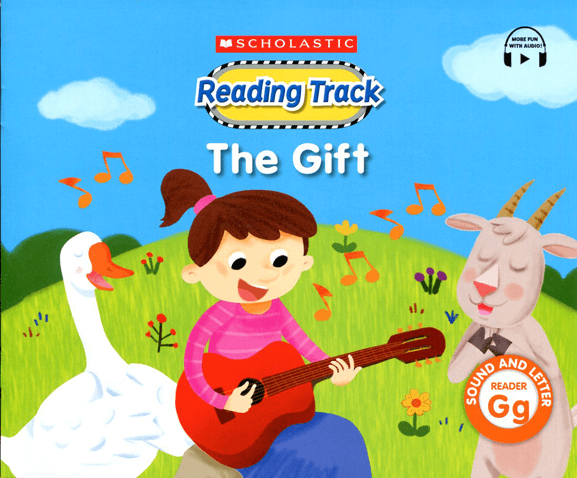 SCHOLASTIC
MORE FUN
WITH AUDIO!
Reading Track
The Gift
SOUND AND LETTER
READER
Gg